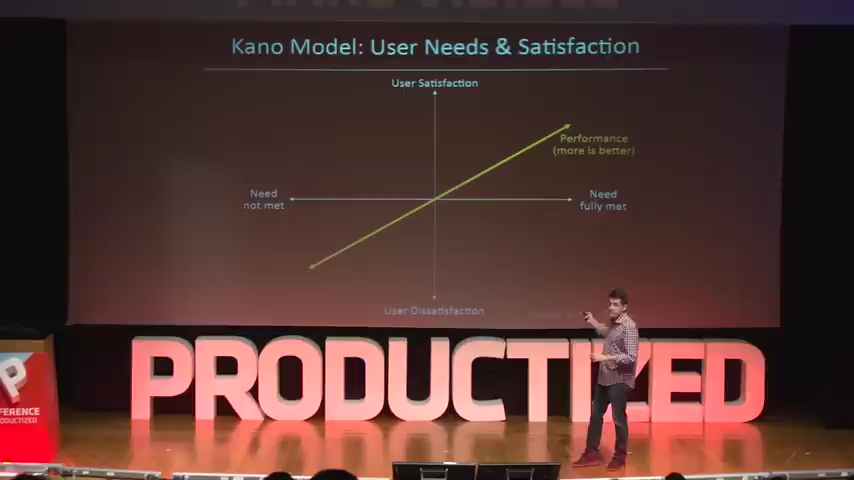 Kano Model: User Needs & Satisfaction
User Satisfaction
Performance
(more is better)
Need
not met
Need
fully met
User Dissatisfaction
PRODUCTIZED
P
FERENCE
ODUCTIZED